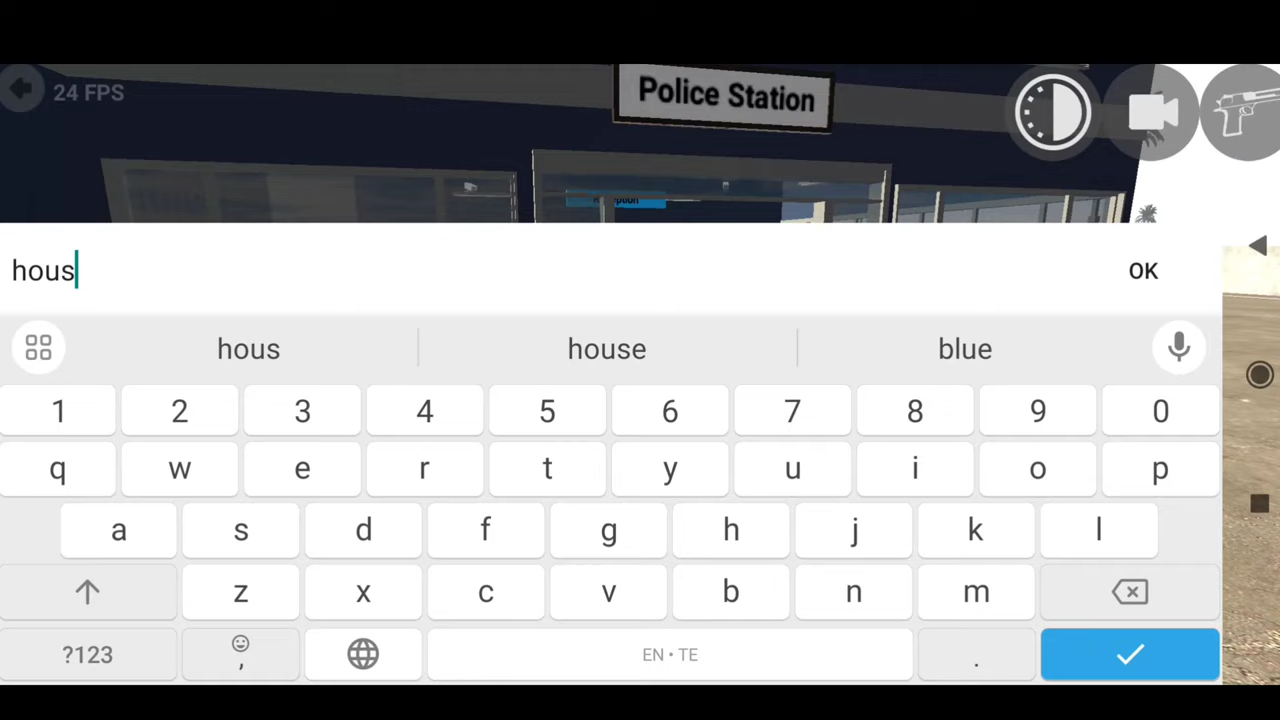 24 FPS
Police Station
hous
OK
hous house blue
1 2 3 4 5 6 7 8 9 0
q w e r t y u i o p
a s d f g h j k l
z x c v b n m
?123 , EN • TE .